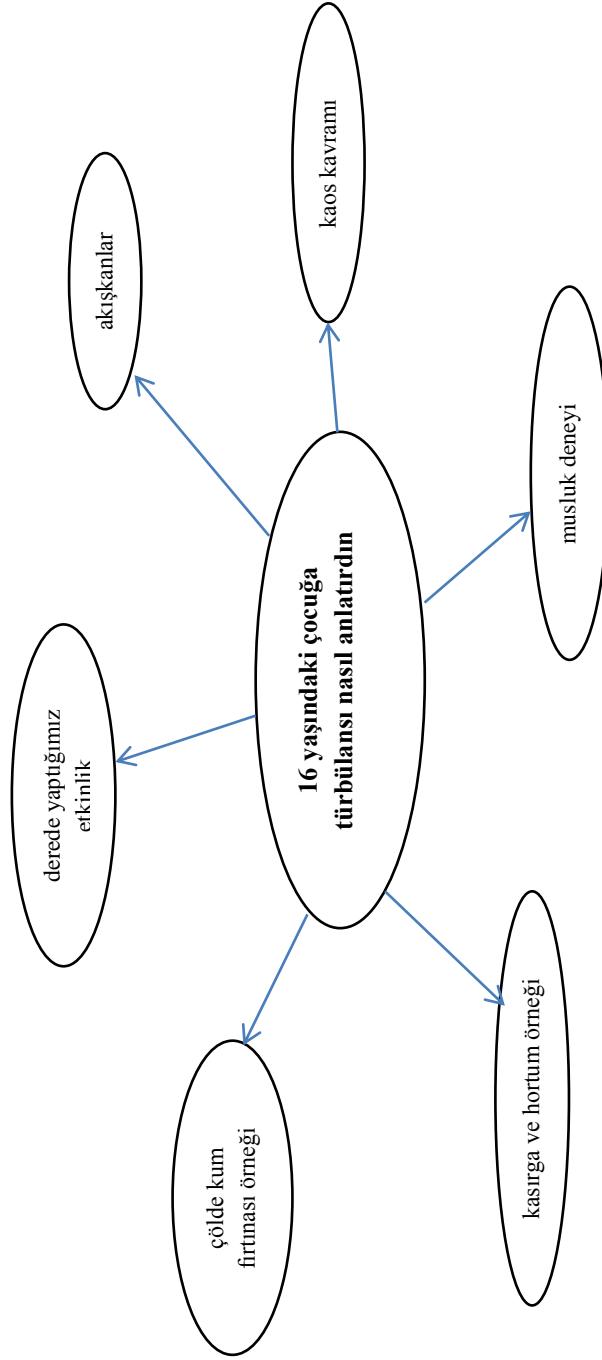 derede yaptığımız
etkinlik
akışkanlar
çölde kum
fırtınası örneği
16 yaşındaki çocuğa
türbülansı nasıl anlatırdın
kaos kavramı
kasırga ve hortum örneği
musluk deneyi